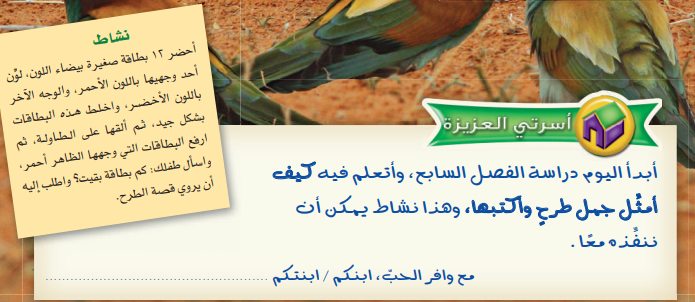 أسرتي العزيزة
أبدأ اليوم دراسة الفصل السابع، وأتعلم فيه كيف
أمثّل جمل طرحٍ وأكتبها، وهذا نشاط يمكن أن
ننفّذه معًا.
مع وافر الحبّ، ابنكم / ابنتكم ........................................
نشاط
أحضر ١٢ بطاقة صغيرة بيضاء اللون، لوّن
أحد وجهيها باللون الأحمر، والوجه الآخر
باللون الأخضر، واخلط هذه البطاقات
بشكل جيد، ثم ألقها على الطاولة، ثم
ارفع البطاقات التي وجهها الظاهر أحمر،
واسأل طفلك: كم بطاقة بقيت؟ واطلب إليه
أن يروي قصة الطرح.